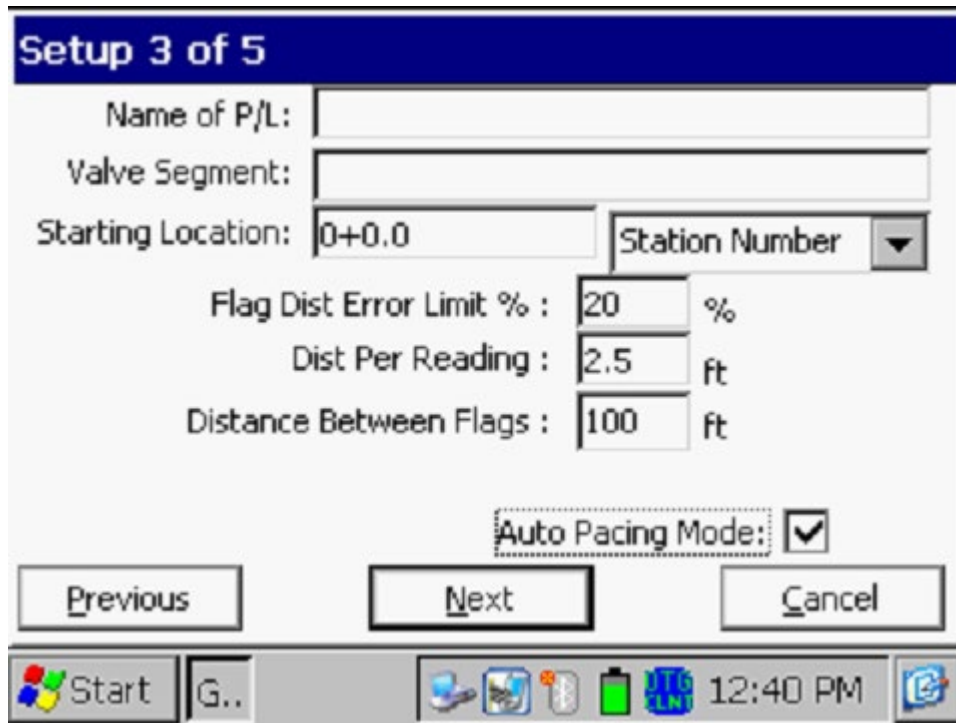 Setup 3 of 5
Name of P/L:
Valve Segment:
Starting Location: 0+0.0 Station Number
Flag Dist Error Limit % : 20 %
Dist Per Reading : 2.5 ft
Distance Between Flags : 100 ft
Auto Pacing Mode:
Previous Next Cancel
Start G.. DTG CLNT 12:40 PM